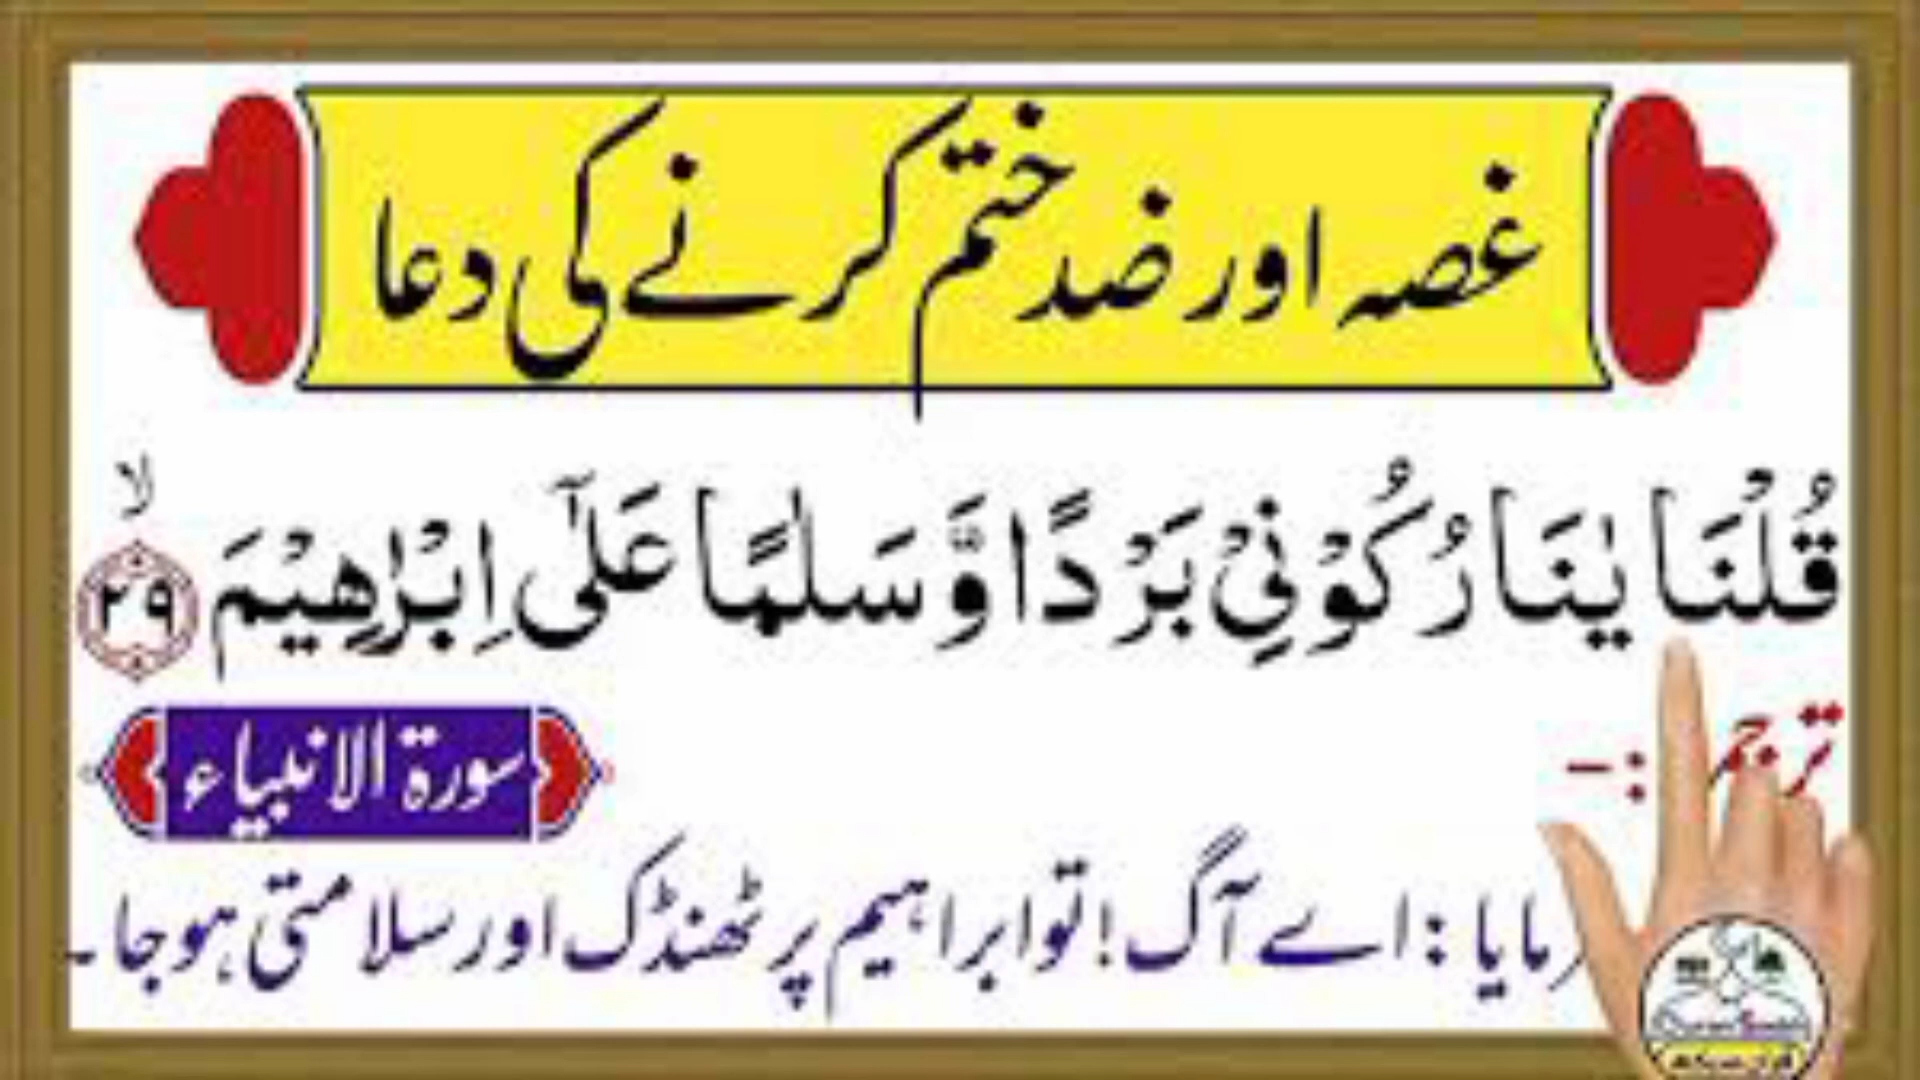 غصہ اور ضد ختم کرنے کی دعا
قُلْنَا یٰنَارُ كُوْنِیْ بَرْدًا وَّ سَلٰمًا عَلٰۤى اِبْرٰهِیْمَ ۙ ﴿٢٩﴾
ترجمہ :-
سورۃ الانبیاء
رمایا : اے آگ ! تو ابراہیم پر ٹھنڈک اور سلامتی ہو جا ۔